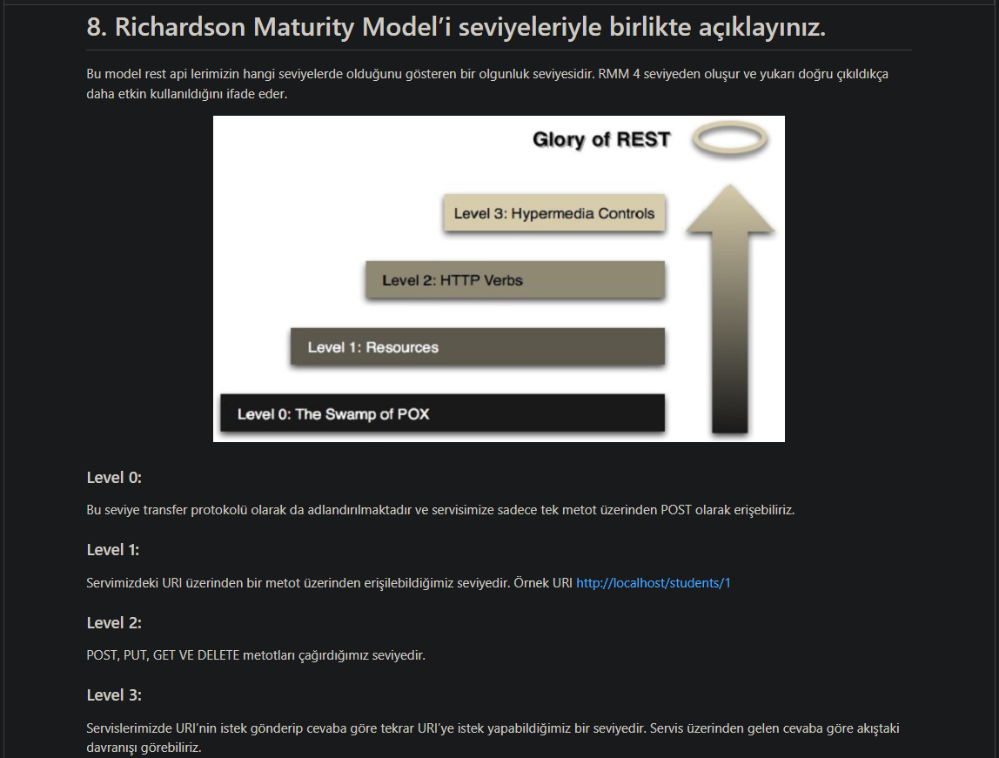 8. Richardson Maturity Model’i seviyeleriyle birlikte açıklayınız.
Bu model rest api lerimizin hangi seviyelerde olduğunu gösteren bir olgunluk seviyesidir. RMM 4 seviyeden oluşur ve yukarı doğru çıkıldıkça
daha etkin kullanıldığını ifade eder.
Glory of REST
Level 3: Hypermedia Controls
Level 2: HTTP Verbs
Level 1: Resources
Level 0: The Swamp of POX
Level 0:
Bu seviye transfer protokolü olarak da adlandırılmaktadır ve servisimize sadece tek metot üzerinden POST olarak erişebiliriz.
Level 1:
Servimizdeki URI üzerinden bir metot üzerinden erişilebildiğimiz seviyedir. Örnek URI http://localhost/students/1
Level 2:
POST, PUT, GET VE DELETE metotları çağırdığımız seviyedir.
Level 3:
Servislerimizde URI’nin istek gönderip cevaba göre tekrar URI’ye istek yapabildiğimiz bir seviyedir. Servis üzerinden gelen cevaba göre akıştaki
davranışı görebiliriz.